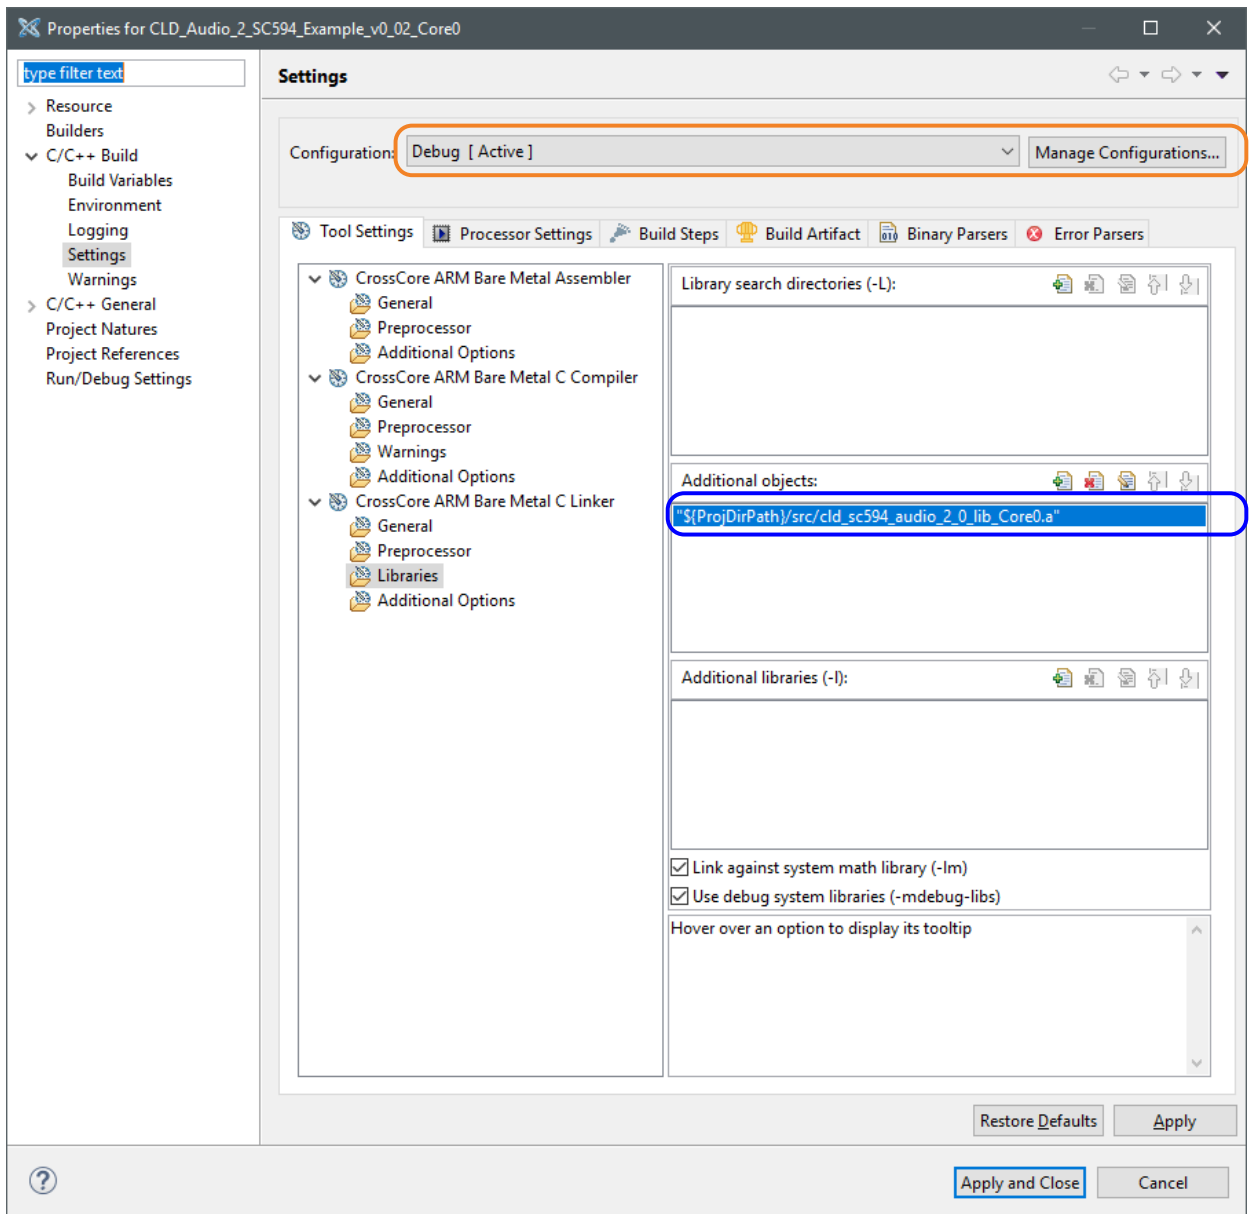 Properties for CLD_Audio_2_SC594_Example_v0_02_Core0
type filter text
Resource
Builders
C/C++ Build
Build Variables
Environment
Logging
Settings
Warnings
C/C++ General
Project Natures
Project References
Run/Debug Settings
Settings
Configuration:
Debug [ Active ]
Manage Configurations...
Tool Settings
Processor Settings
Build Steps
Build Artifact
Binary Parsers
Error Parsers
CrossCore ARM Bare Metal Assembler
General
Preprocessor
Additional Options
CrossCore ARM Bare Metal C Compiler
General
Preprocessor
Warnings
Additional Options
CrossCore ARM Bare Metal C Linker
General
Preprocessor
Libraries
Additional Options
Library search directories (-L):
Additional objects:
"${ProjDirPath}/src/cld_sc594_audio_2_0_lib_Core0.a"
Additional libraries (-l):
Link against system math library (-lm)
Use debug system libraries (-mdebug-libs)
Hover over an option to display its tooltip
Restore Defaults
Apply
Apply and Close
Cancel